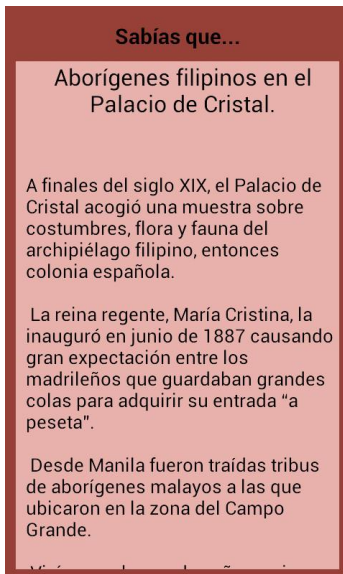 Sabías que...
Aborígenes filipinos en el
Palacio de Cristal.
A finales del siglo XIX, el Palacio de
Cristal acogió una muestra sobre
costumbres, flora y fauna del
archipiélago filipino, entonces
colonia española.
La reina regente, María Cristina, la
inauguró en junio de 1887 causando
gran expectación entre los
madrileños que guardaban grandes
colas para adquirir su entrada “a
peseta”.
Desde Manila fueron traídas tribus
de aborígenes malayos a las que
ubicaron en la zona del Campo
Grande.